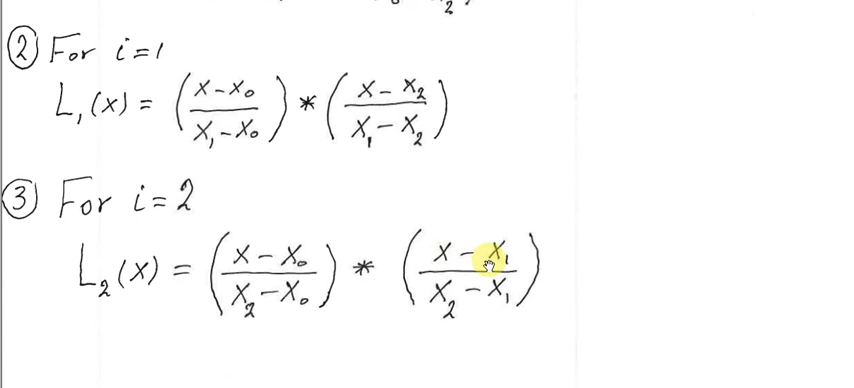 ② For i=1
L₁(x) = ((x-x₀)/(x₁-x₀)) * ((x-x₂)/(x₁-x₂))
③ For i=2
L₂(x) = ((x-x₀)/(x₂-x₀)) * ((x-x₁)/(x₂-x₁))